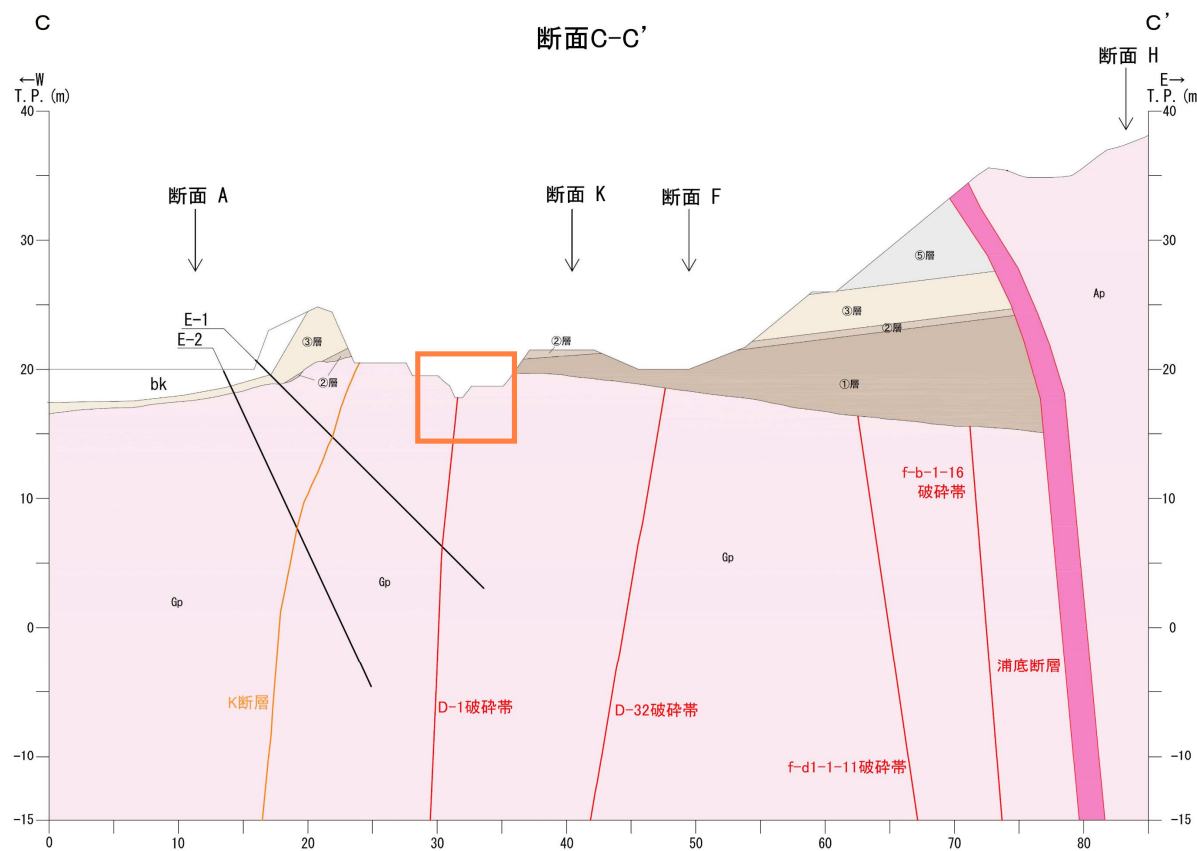 C
C'
断面C-C'
断面 H
←W
T.P.(m)
E→
T.P.(m
40
40
断面 A
断面 K
断面 F
30
30
⑤層
Ap
③層
E-1
③層
②層
E-2
②層
20
20
bk
②層
①層
f-b-1-16
破砕帯
10
10
Gp
Gp
Gp
0
0
浦底断層
K断層
D-1破砕帯
D-32破砕帯
f-d1-1-11破砕帯
-10
-10
-15
-15
0
10
20
30
40
50
60
70
80